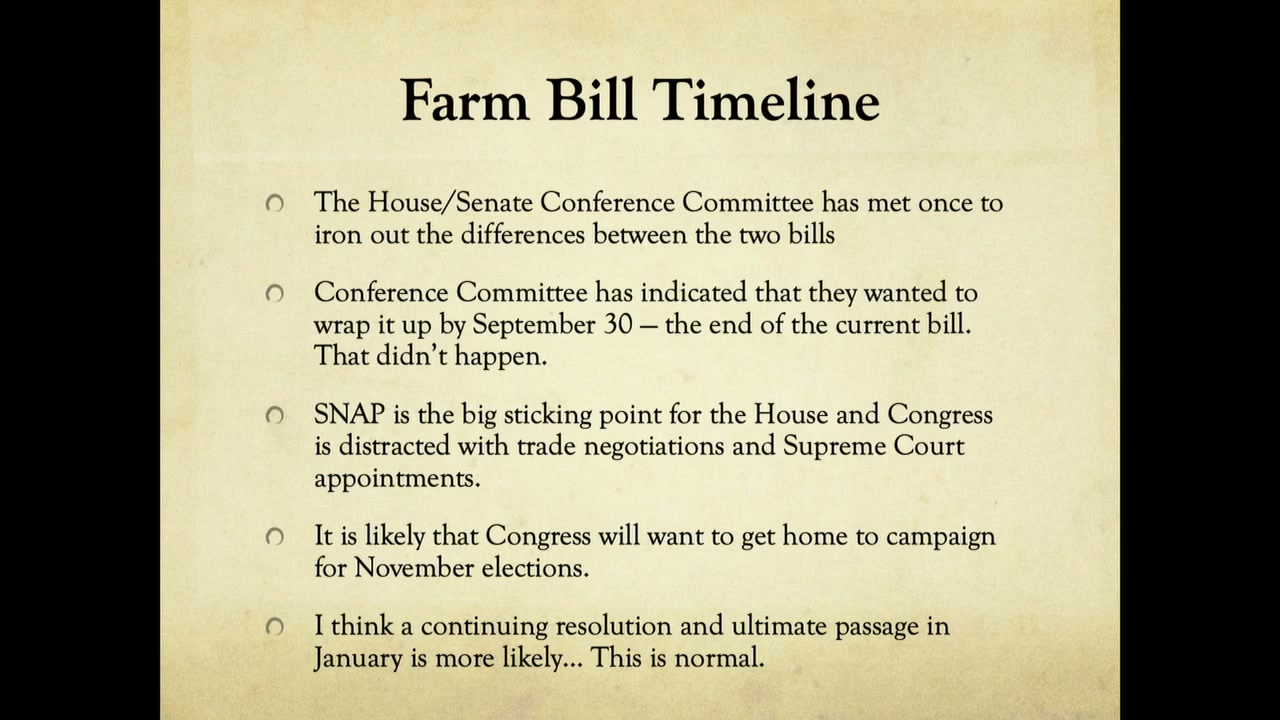 Farm Bill Timeline
The House/Senate Conference Committee has met once to
iron out the differences between the two bills
Conference Committee has indicated that they wanted to
wrap it up by September 30 – the end of the current bill.
That didn’t happen.
SNAP is the big sticking point for the House and Congress
is distracted with trade negotiations and Supreme Court
appointments.
It is likely that Congress will want to get home to campaign
for November elections.
I think a continuing resolution and ultimate passage in
January is more likely… This is normal.